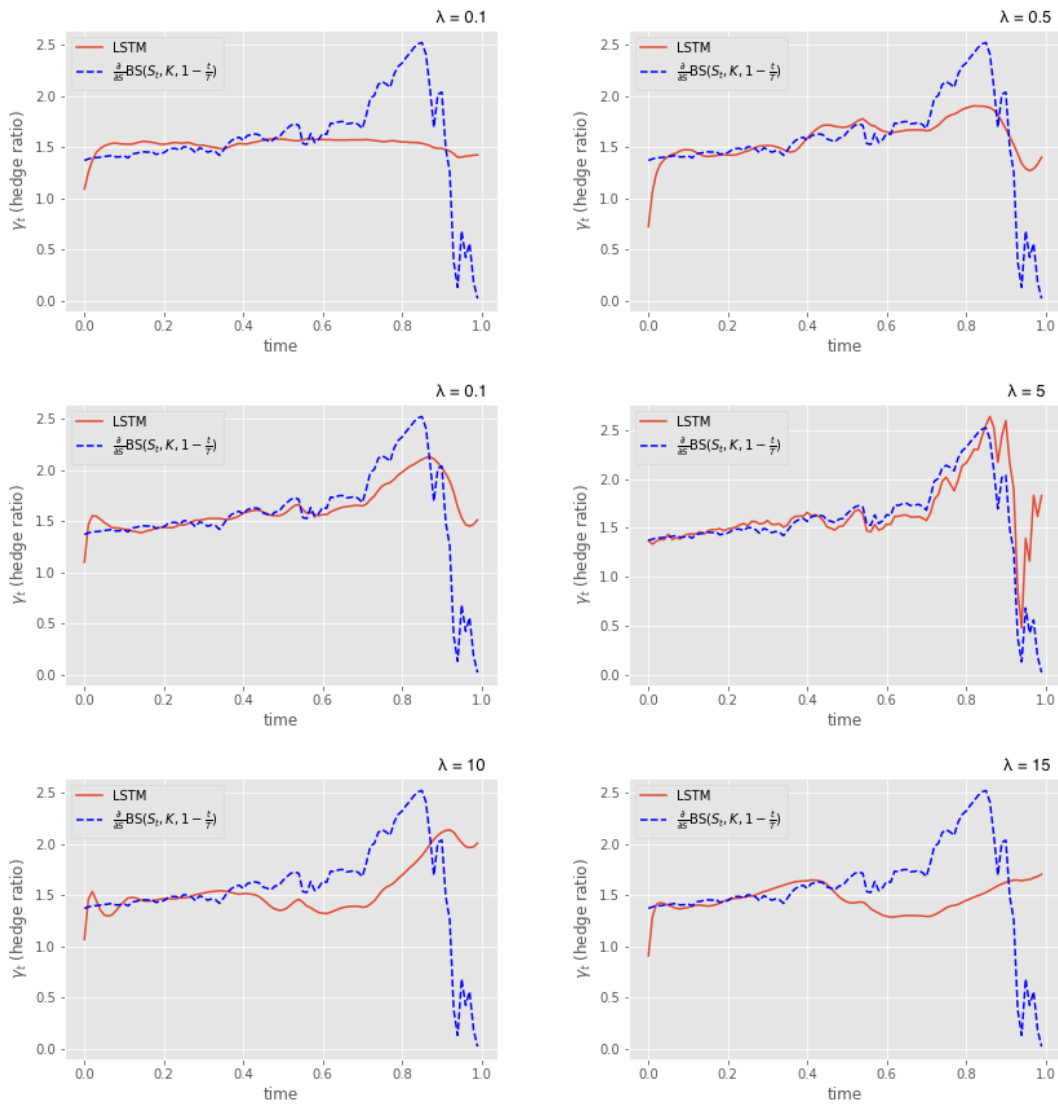 λ = 0.1
LSTM
∂/∂S BS(S_t, K, 1 − t/T)
γ_t (hedge ratio)
2.5
2.0
1.5
1.0
0.5
0.0
0.0 0.2 0.4 0.6 0.8 1.0
time
λ = 0.5
LSTM
∂/∂S BS(S_t, K, 1 − t/T)
γ_t (hedge ratio)
2.5
2.0
1.5
1.0
0.5
0.0
0.0 0.2 0.4 0.6 0.8 1.0
time
λ = 0.1
LSTM
∂/∂S BS(S_t, K, 1 − t/T)
γ_t (hedge ratio)
2.5
2.0
1.5
1.0
0.5
0.0
0.0 0.2 0.4 0.6 0.8 1.0
time
λ = 5
LSTM
∂/∂S BS(S_t, K, 1 − t/T)
γ_t (hedge ratio)
2.5
2.0
1.5
1.0
0.5
0.0
0.0 0.2 0.4 0.6 0.8 1.0
time
λ = 10
LSTM
∂/∂S BS(S_t, K, 1 − t/T)
γ_t (hedge ratio)
2.5
2.0
1.5
1.0
0.5
0.0
0.0 0.2 0.4 0.6 0.8 1.0
time
λ = 15
LSTM
∂/∂S BS(S_t, K, 1 − t/T)
γ_t (hedge ratio)
2.5
2.0
1.5
1.0
0.5
0.0
0.0 0.2 0.4 0.6 0.8 1.0
time